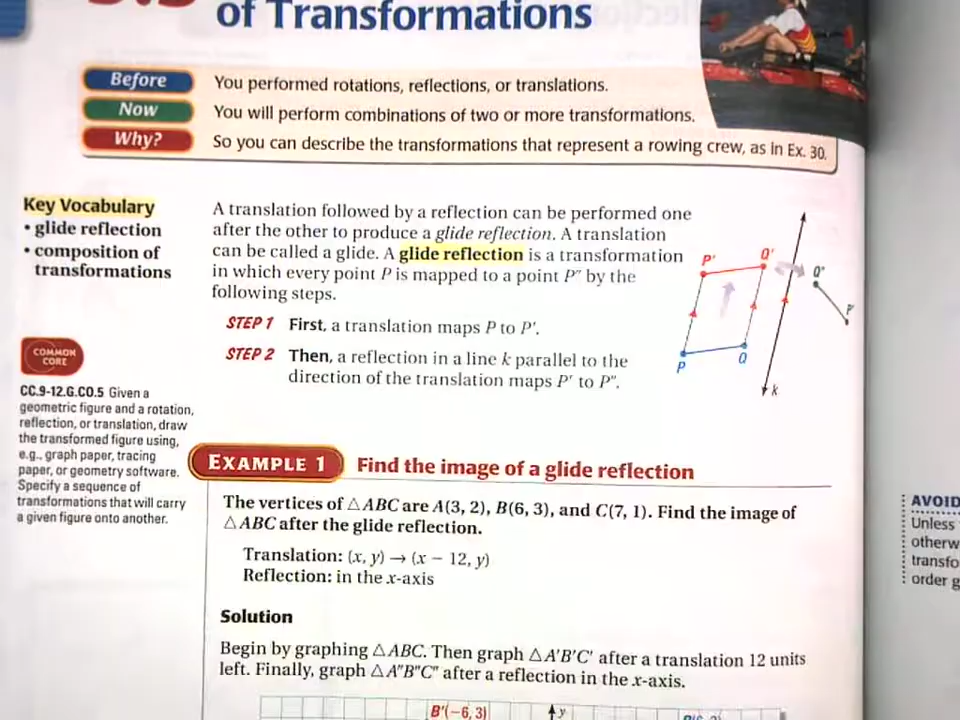 of Transformations
Before You performed rotations, reflections, or translations.
Now You will perform combinations of two or more transformations.
Why? So you can describe the transformations that represent a rowing crew, as in Ex. 30.
Key Vocabulary
• glide reflection
• composition of
transformations
A translation followed by a reflection can be performed one
after the other to produce a glide reflection. A translation
can be called a glide. A glide reflection is a transformation
in which every point P is mapped to a point P″ by the
following steps.
STEP 1 First, a translation maps P to P′.
STEP 2 Then, a reflection in a line k parallel to the
direction of the translation maps P′ to P″.
P′
Q′
Q″
P
Q
k
COMMON
CORE
CC.9-12.G.CO.5 Given a
geometric figure and a rotation,
reflection, or translation, draw
the transformed figure using,
e.g., graph paper, tracing
paper, or geometry software.
Specify a sequence of
transformations that will carry
a given figure onto another.
EXAMPLE 1 Find the image of a glide reflection
The vertices of △ABC are A(3, 2), B(6, 3), and C(7, 1). Find the image of
△ABC after the glide reflection.
Translation: (x, y) → (x − 12, y)
Reflection: in the x-axis
Solution
Begin by graphing △ABC. Then graph △A′B′C′ after a translation 12 units
left. Finally, graph △A″B″C″ after a reflection in the x-axis.
B′(−6, 3)
y
AVOID
Unless
otherw
transfo
order g